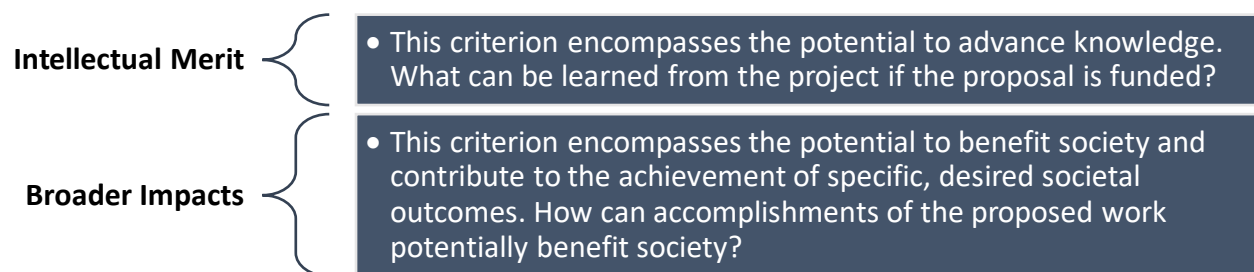 Intellectual Merit
• This criterion encompasses the potential to advance knowledge.
What can be learned from the project if the proposal is funded?
Broader Impacts
• This criterion encompasses the potential to benefit society and
contribute to the achievement of specific, desired societal
outcomes. How can accomplishments of the proposed work
potentially benefit society?